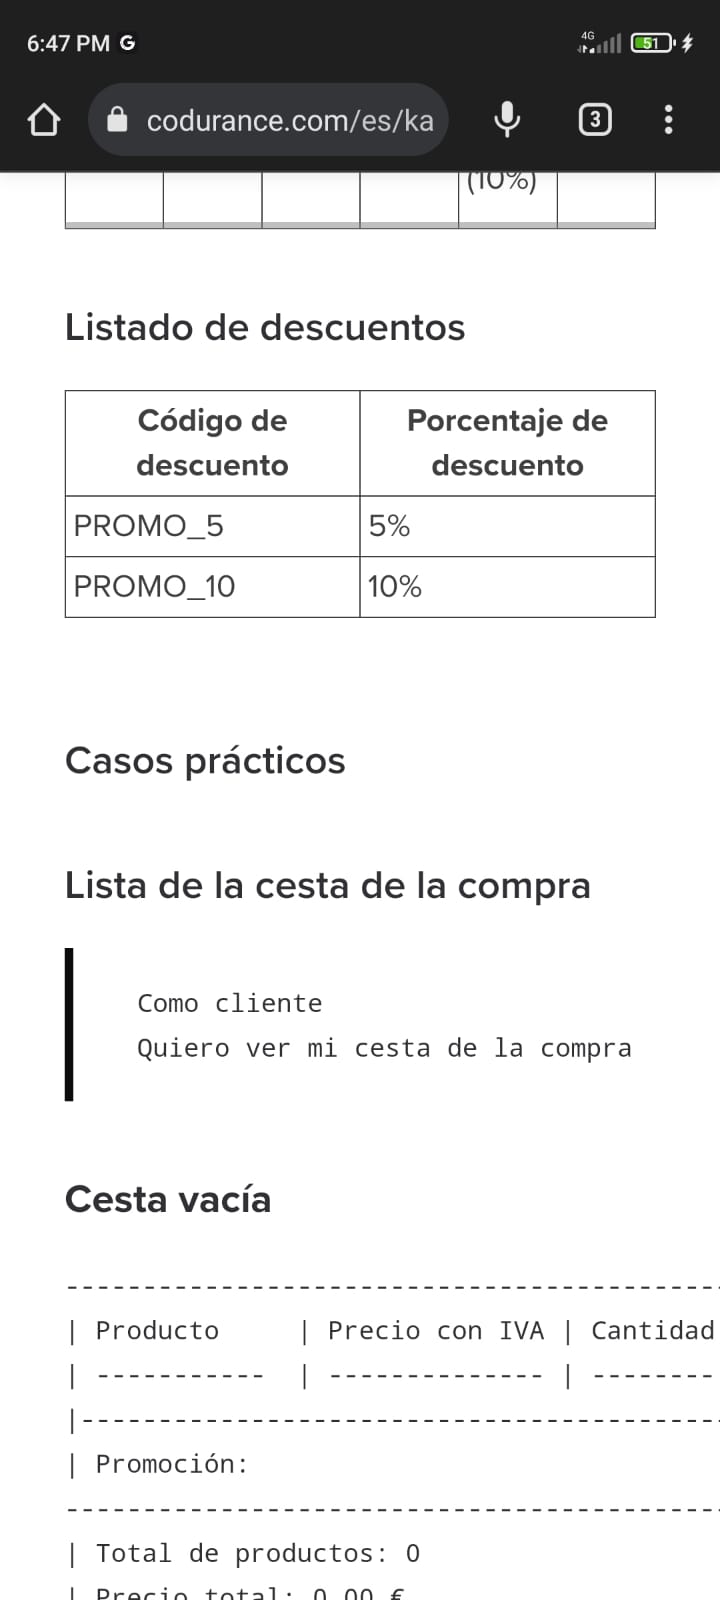 6:47 PM G
4G
51
codurance.com/es/ka
3
(10%)
Listado de descuentos
Código de descuento
Porcentaje de descuento
PROMO_5
5%
PROMO_10
10%
Casos prácticos
Lista de la cesta de la compra
Como cliente
Quiero ver mi cesta de la compra
Cesta vacía
------------------------------------------
| Producto     | Precio con IVA | Cantidad
| -----------  | -------------- | --------
|-----------------------------------------
| Promoción:
------------------------------------------
| Total de productos: 0
| Precio total: 0.00 €